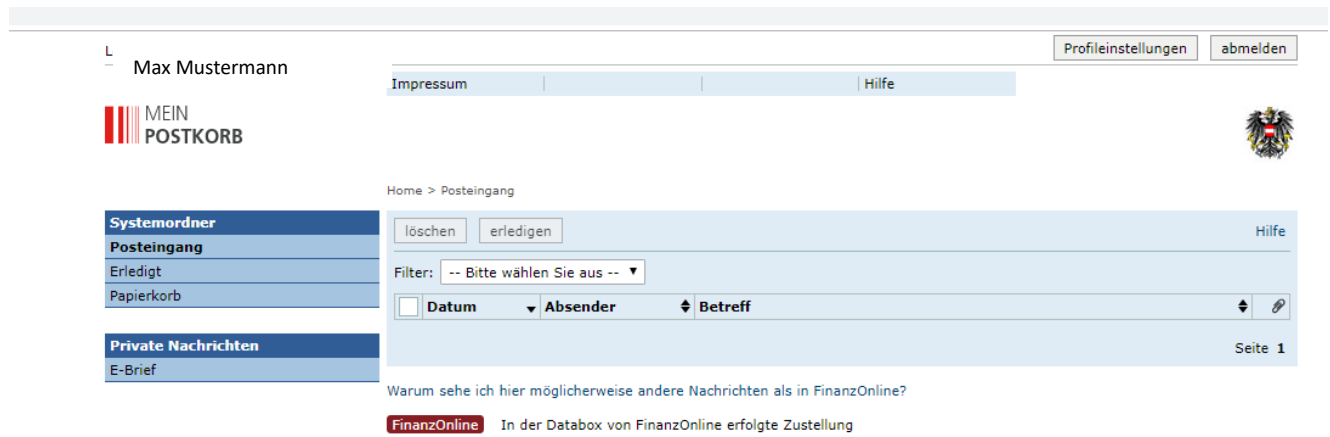 Profileinstellungen abmelden
L
Max Mustermann
Impressum Hilfe
MEIN
POSTKORB
Home > Posteingang
Systemordner
Posteingang
Erledigt
Papierkorb
Private Nachrichten
E-Brief
löschen erledigen Hilfe
Filter: -- Bitte wählen Sie aus --
Datum Absender Betreff
Seite 1
Warum sehe ich hier möglicherweise andere Nachrichten als in FinanzOnline?
FinanzOnline In der Databox von FinanzOnline erfolgte Zustellung